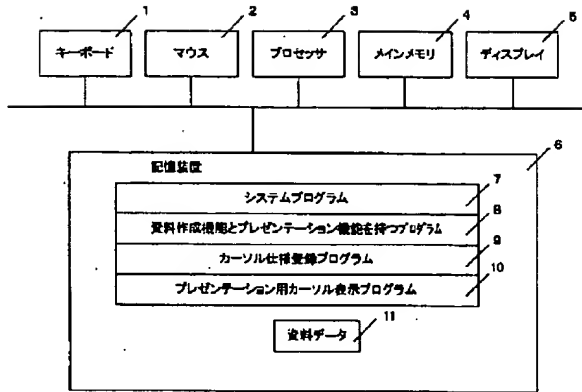 1
2
3
4
5
キーボード
マウス
プロセッサ
メインメモリ
ディスプレイ
6
記憶装置
7
システムプログラム
8
資料作成機能とプレゼンテーション機能を持つプログラム
9
カーソル仕様登録プログラム
10
プレゼンテーション用カーソル表示プログラム
11
資料データ